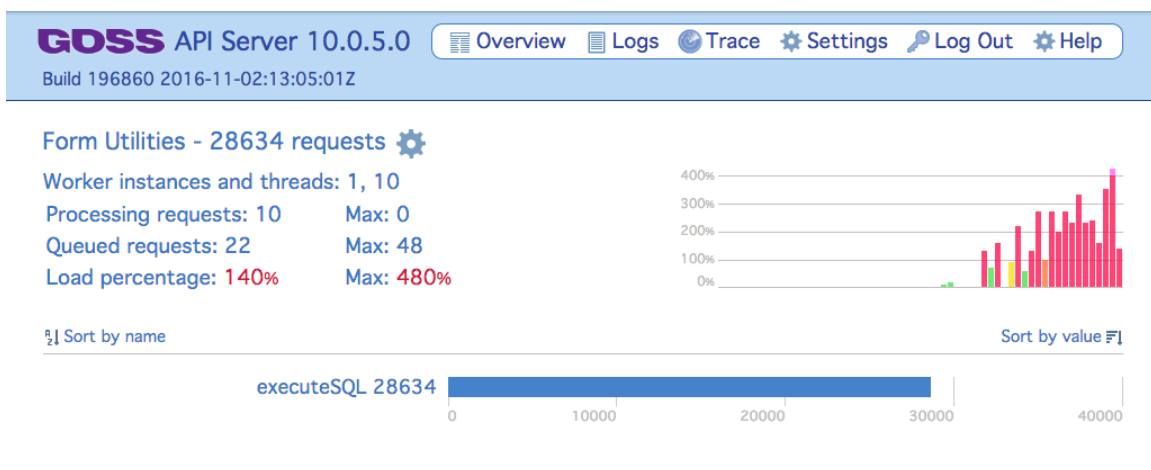 GOSS API Server 10.0.5.0 Overview Logs Trace Settings Log Out Help
Build 196860 2016-11-02:13:05:01Z
Form Utilities - 28634 requests
Worker instances and threads: 1, 10
Processing requests: 10 Max: 0
Queued requests: 22 Max: 48
Load percentage: 140% Max: 480%
400%
300%
200%
100%
0%
Sort by name Sort by value
executeSQL 28634
0 10000 20000 30000 40000